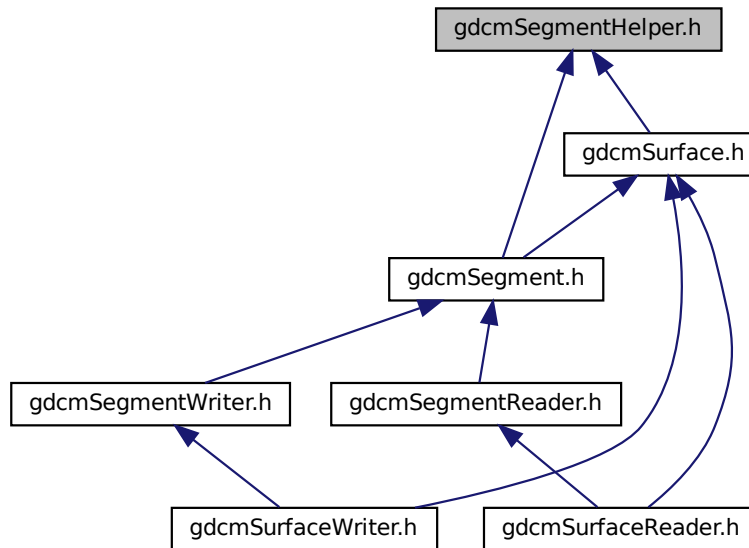 gdcmSegmentHelper.h
gdcmSurface.h
gdcmSegment.h
gdcmSegmentWriter.h
gdcmSegmentReader.h
gdcmSurfaceWriter.h
gdcmSurfaceReader.h